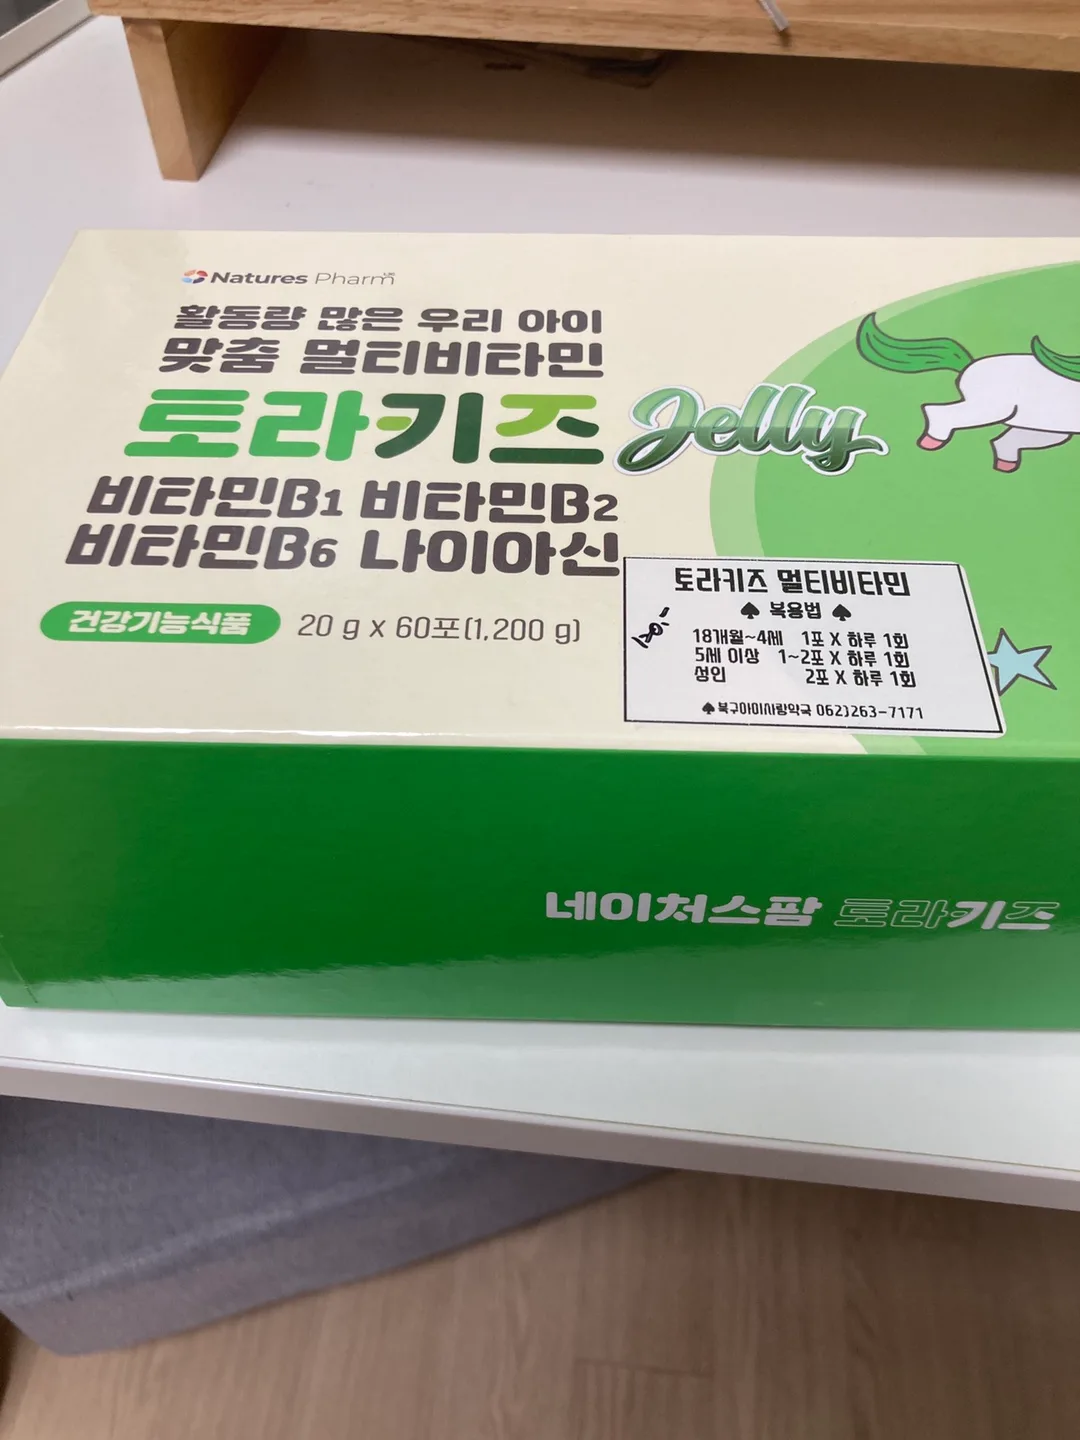 Natures Pharm
활동량 많은 우리 아이
맞춤 멀티비타민
토라키즈 Jelly
비타민B1 비타민B2
비타민B6 나이아신
건강기능식품 20 g x 60포(1,200 g)
토라키즈 멀티비타민
♠ 복용법 ♠
18개월~4세 1포 X 하루 1회
5세 이상 1~2포 X 하루 1회
성인 2포 X 하루 1회
♠북구아이사랑약국 062)263-7171
네이처스팜 토라키즈